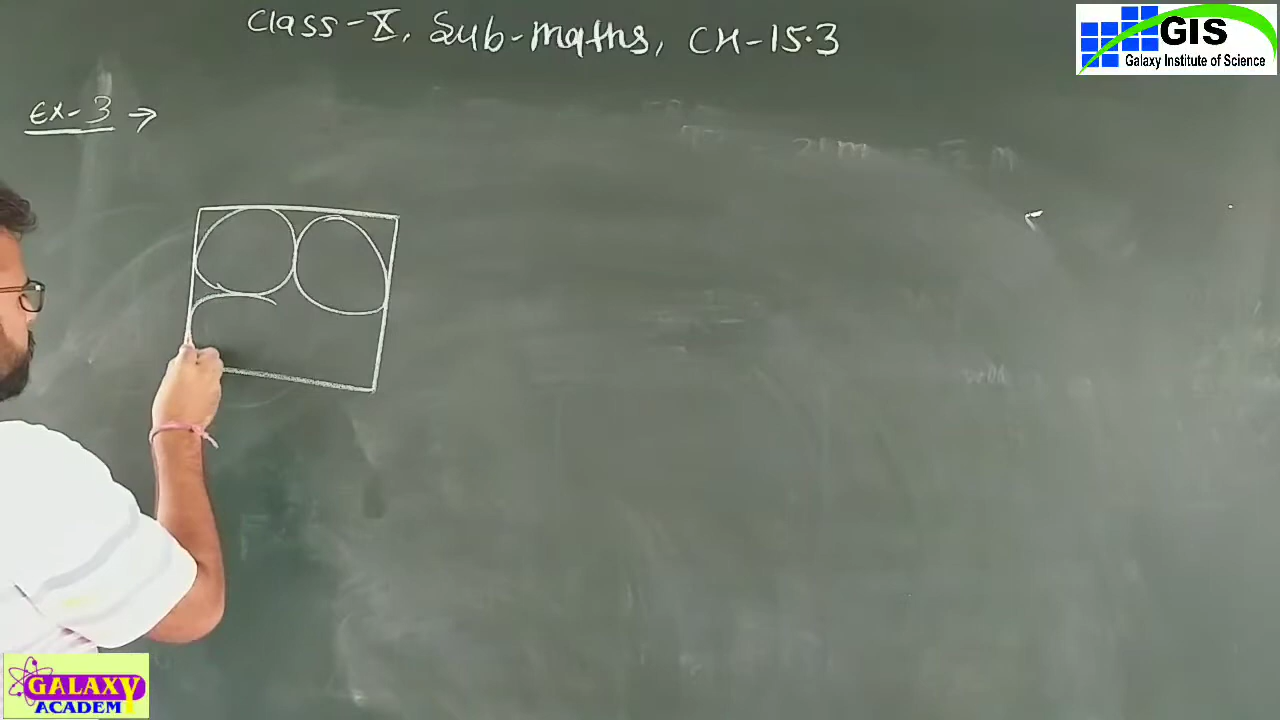 Class-X, Sub-maths, CH-15.3
GIS
Galaxy Institute of Science
Ex-3 →
GALAXY
ACADEM